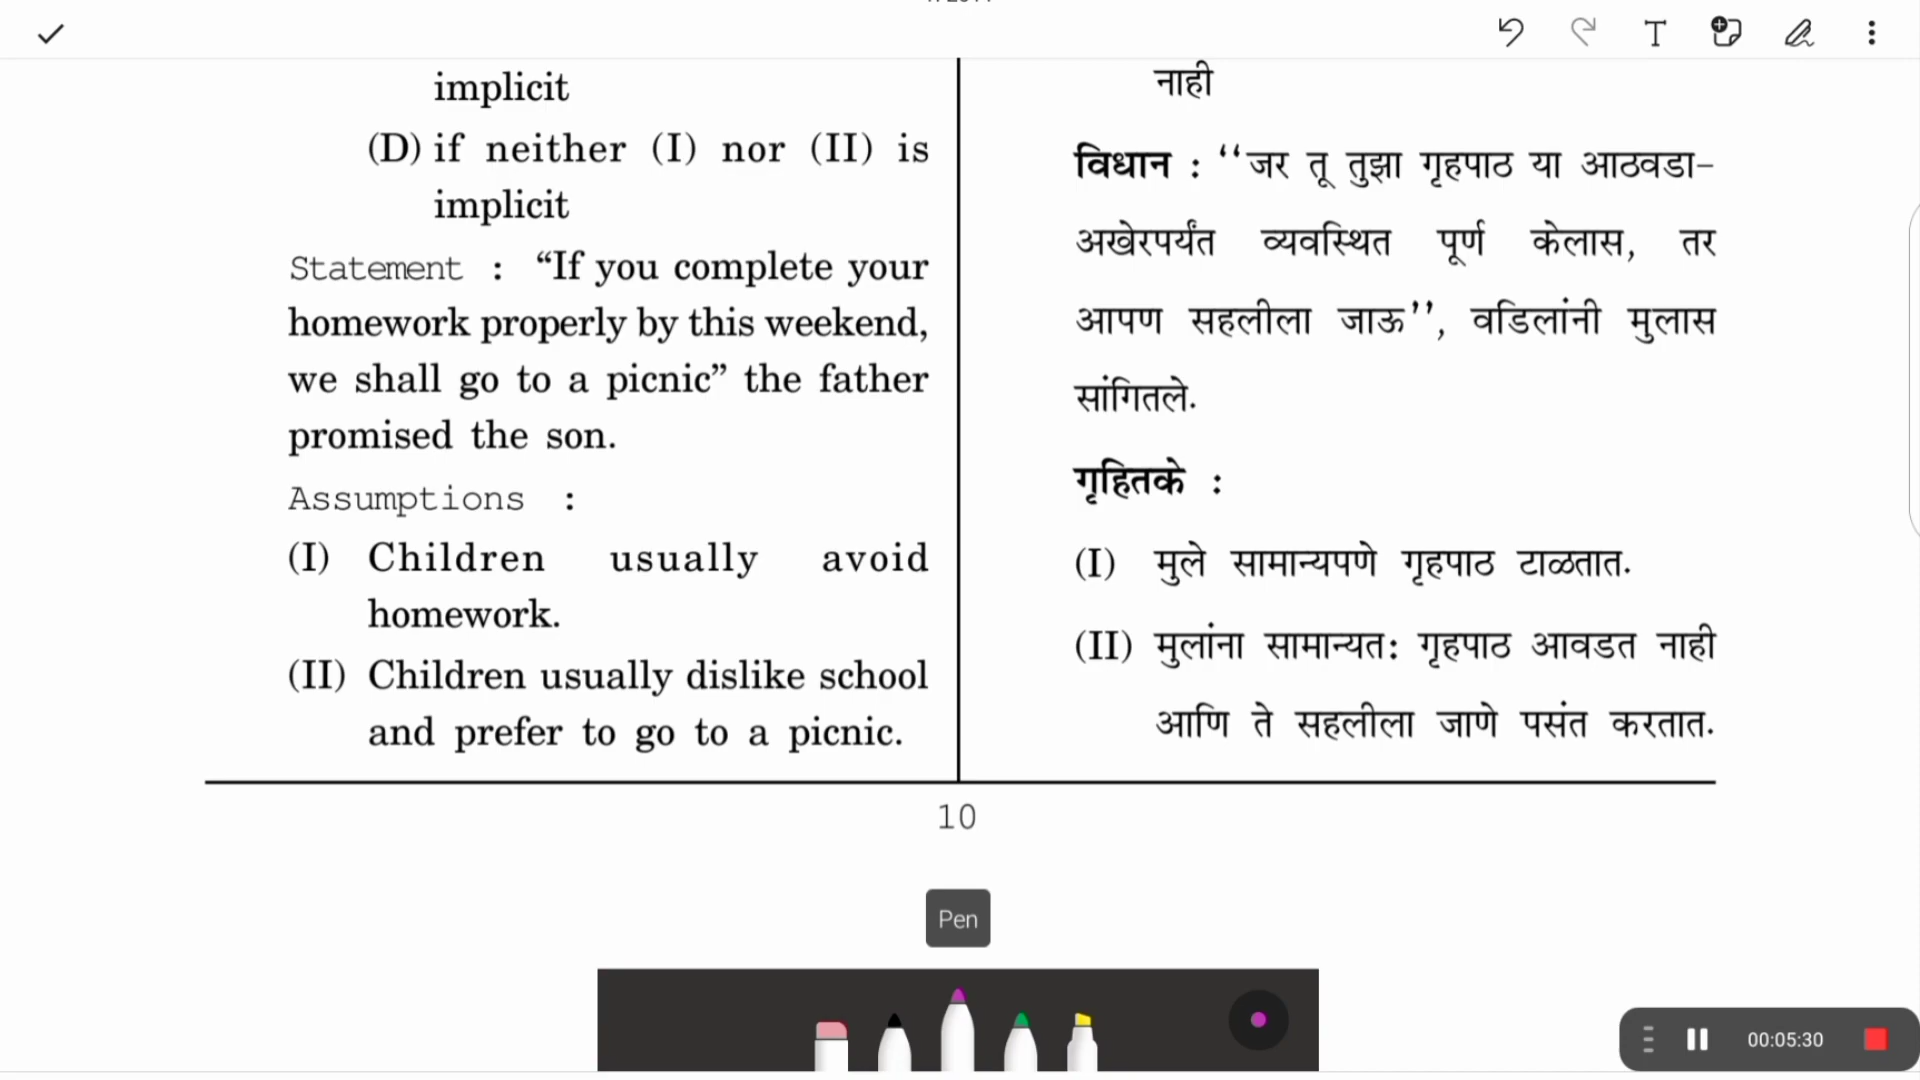 implicit
(D) if neither (I) nor (II) is
implicit
Statement : “If you complete your
homework properly by this weekend,
we shall go to a picnic” the father
promised the son.
Assumptions :
(I) Children usually avoid
homework.
(II) Children usually dislike school
and prefer to go to a picnic.
नाही
विधान : ‘‘जर तू तुझा गृहपाठ या आठवडा-
अखेरपर्यंत व्यवस्थित पूर्ण केलास, तर
आपण सहलीला जाऊ’’, वडिलांनी मुलास
सांगितले.
गृहितके :
(I) मुले सामान्यपणे गृहपाठ टाळतात.
(II) मुलांना सामान्यत: गृहपाठ आवडत नाही
आणि ते सहलीला जाणे पसंत करतात.
10
Pen
00:05:30